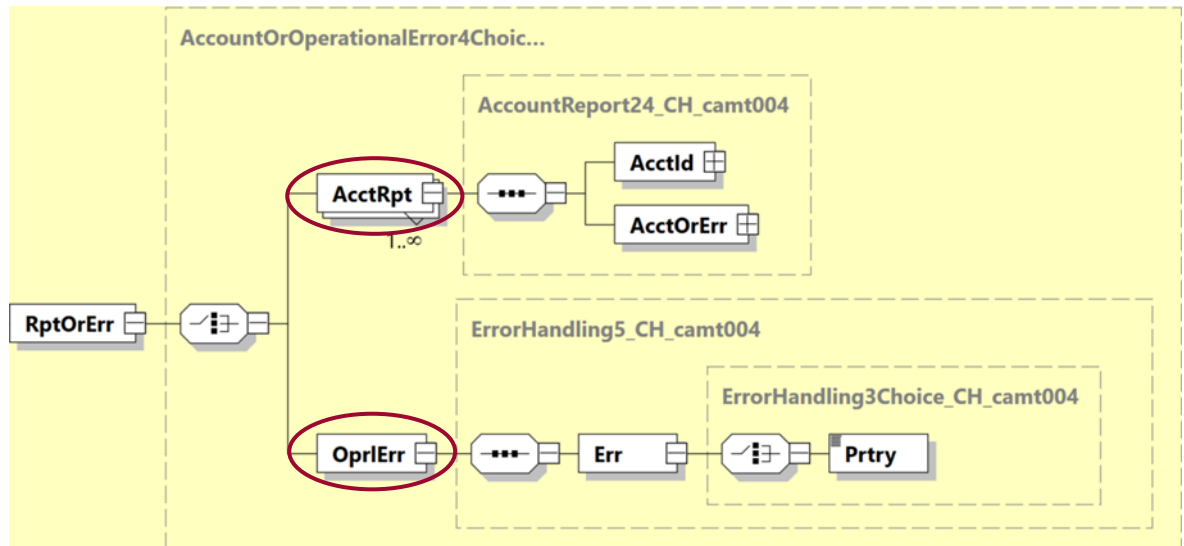 AccountOrOperationalError4Choic...
AccountReport24_CH_camt004
AcctId
AcctRpt
AcctOrErr
1..∞
RptOrErr
ErrorHandling5_CH_camt004
ErrorHandling3Choice_CH_camt004
OprlErr
Err
Prtry